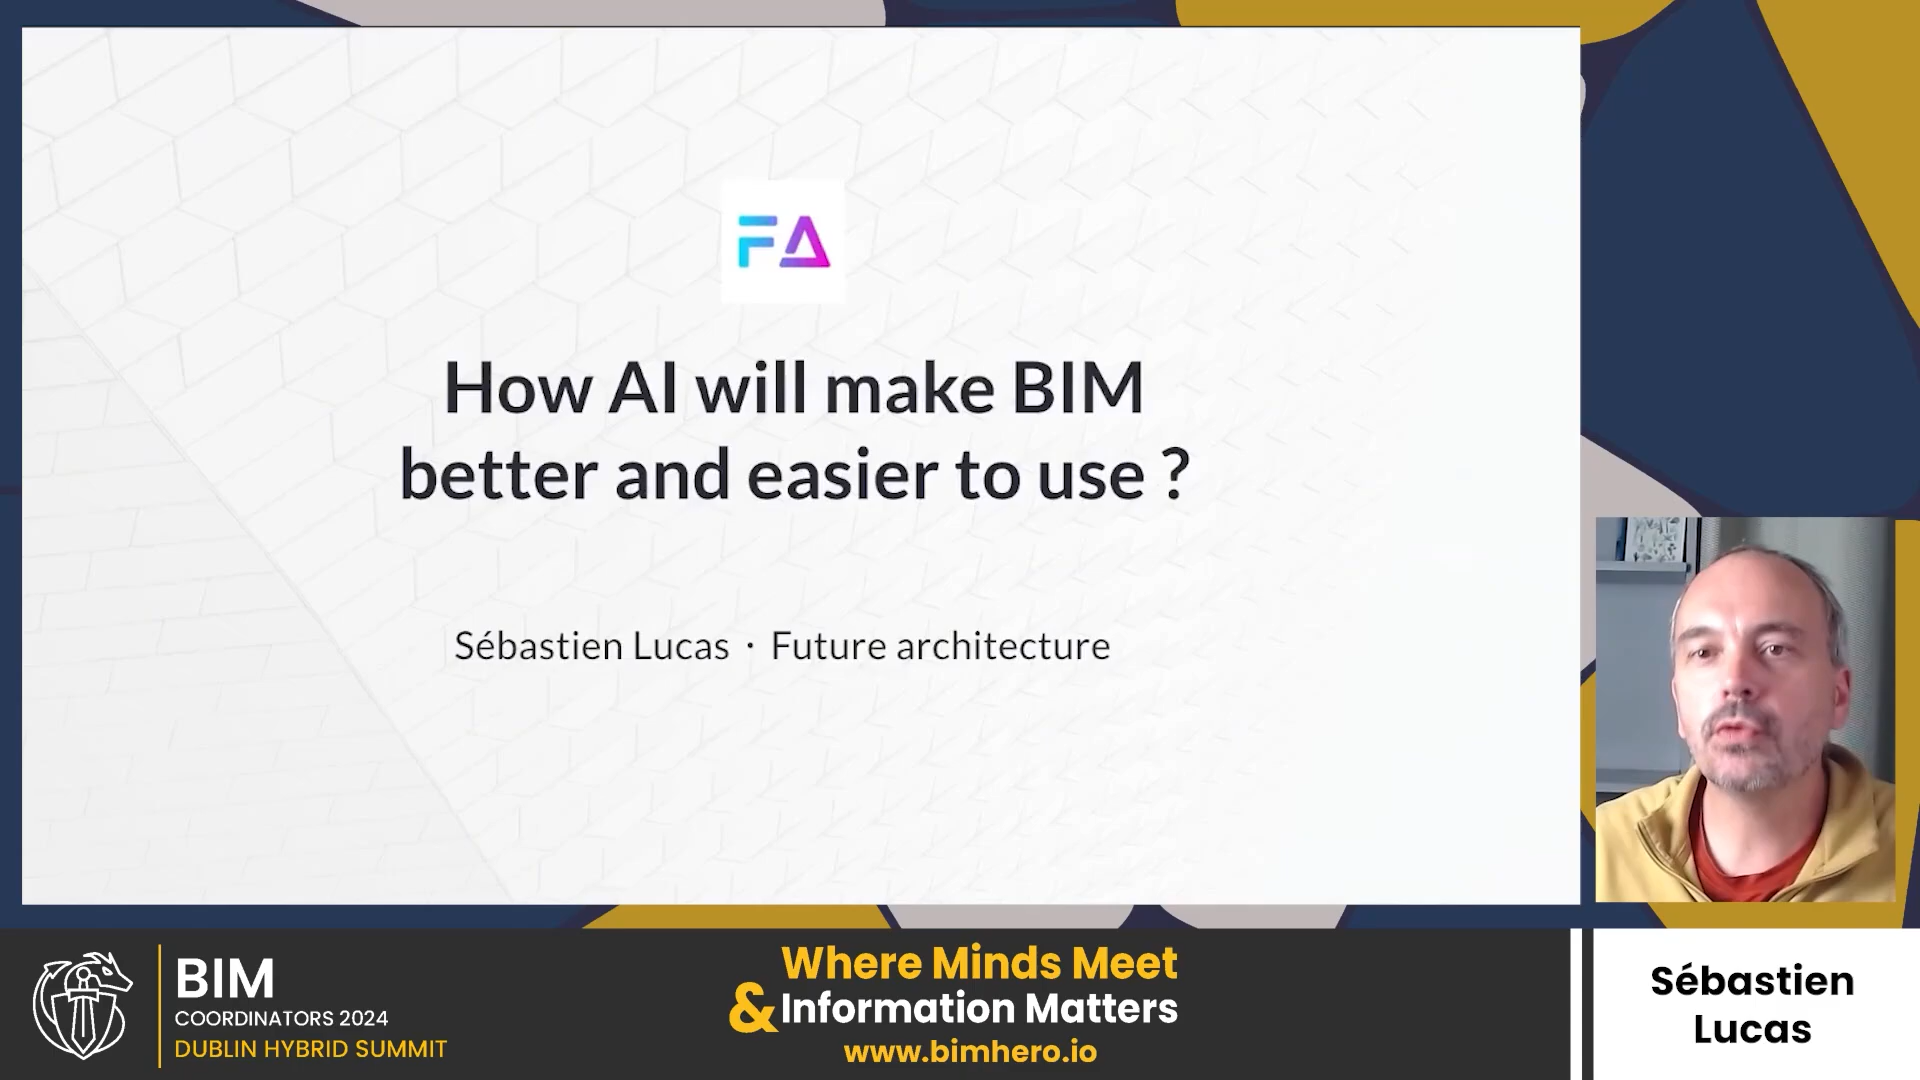 FA
How AI will make BIM
better and easier to use ?
Sébastien Lucas · Future architecture
BIM
COORDINATORS 2024
DUBLIN HYBRID SUMMIT
Where Minds Meet
& Information Matters
www.bimhero.io
Sébastien
Lucas